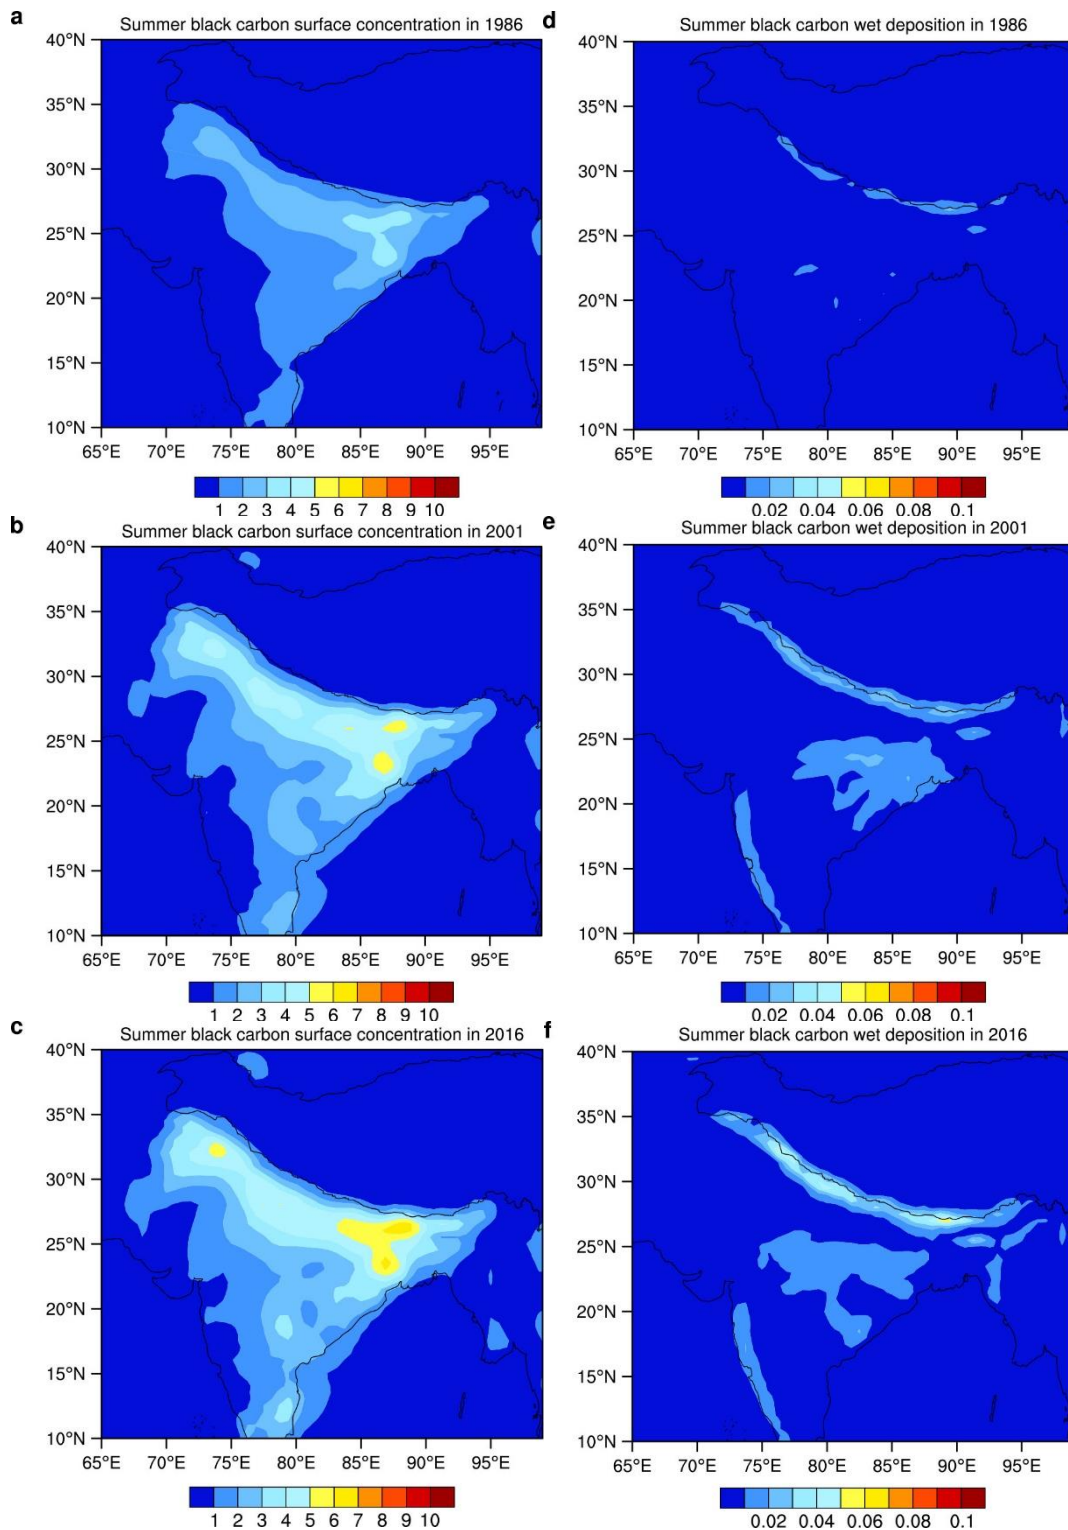 a
Summer black carbon surface concentration in 1986
40°N
35°N
30°N
25°N
20°N
15°N
10°N
65°E 70°E 75°E 80°E 85°E 90°E 95°E
1 2 3 4 5 6 7 8 9 10
d
Summer black carbon wet deposition in 1986
40°N
35°N
30°N
25°N
20°N
15°N
10°N
65°E 70°E 75°E 80°E 85°E 90°E 95°E
0.02 0.04 0.06 0.08 0.1
b
Summer black carbon surface concentration in 2001
40°N
35°N
30°N
25°N
20°N
15°N
10°N
65°E 70°E 75°E 80°E 85°E 90°E 95°E
1 2 3 4 5 6 7 8 9 10
e
Summer black carbon wet deposition in 2001
40°N
35°N
30°N
25°N
20°N
15°N
10°N
65°E 70°E 75°E 80°E 85°E 90°E 95°E
0.02 0.04 0.06 0.08 0.1
c
Summer black carbon surface concentration in 2016
40°N
35°N
30°N
25°N
20°N
15°N
10°N
65°E 70°E 75°E 80°E 85°E 90°E 95°E
1 2 3 4 5 6 7 8 9 10
f
Summer black carbon wet deposition in 2016
40°N
35°N
30°N
25°N
20°N
15°N
10°N
65°E 70°E 75°E 80°E 85°E 90°E 95°E
0.02 0.04 0.06 0.08 0.1